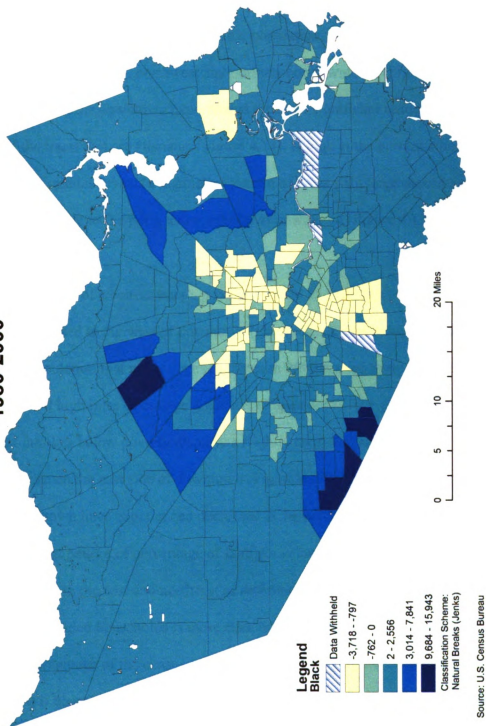 Legend
Black
Data Withheld
-3,718 - -797
-762 - 0
2 - 2,556
3,014 - 7,841
9,684 - 15,943
Classification Scheme:
Natural Breaks (Jenks)
Source: U.S. Census Bureau
0 5 10 20 Miles